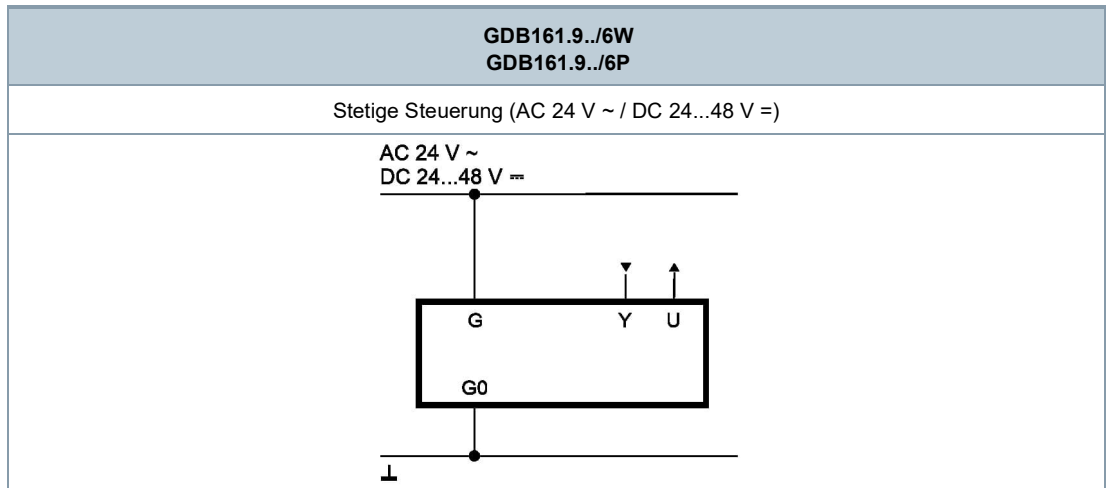 GDB161.9../6W
GDB161.9../6P
Stetige Steuerung (AC 24 V ~ / DC 24...48 V =)
AC 24 V ~
DC 24...48 V ⎓
G Y U
G0